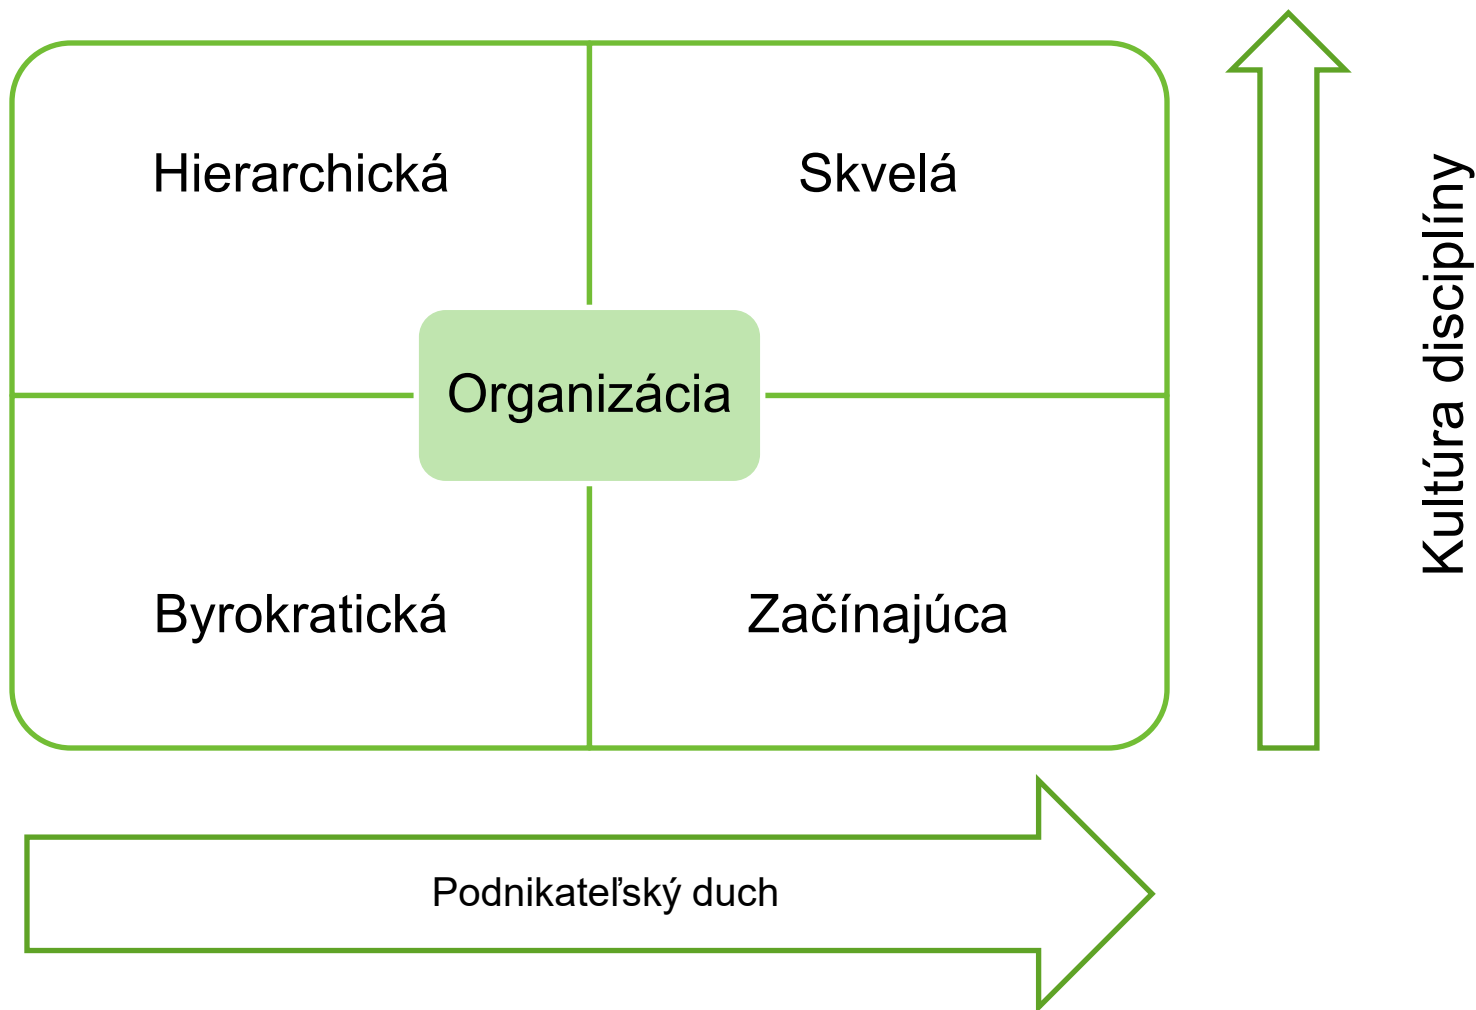 Hierarchická
Skvelá
Organizácia
Byrokratická
Začínajúca
Kultúra disciplíny
Podnikateľský duch